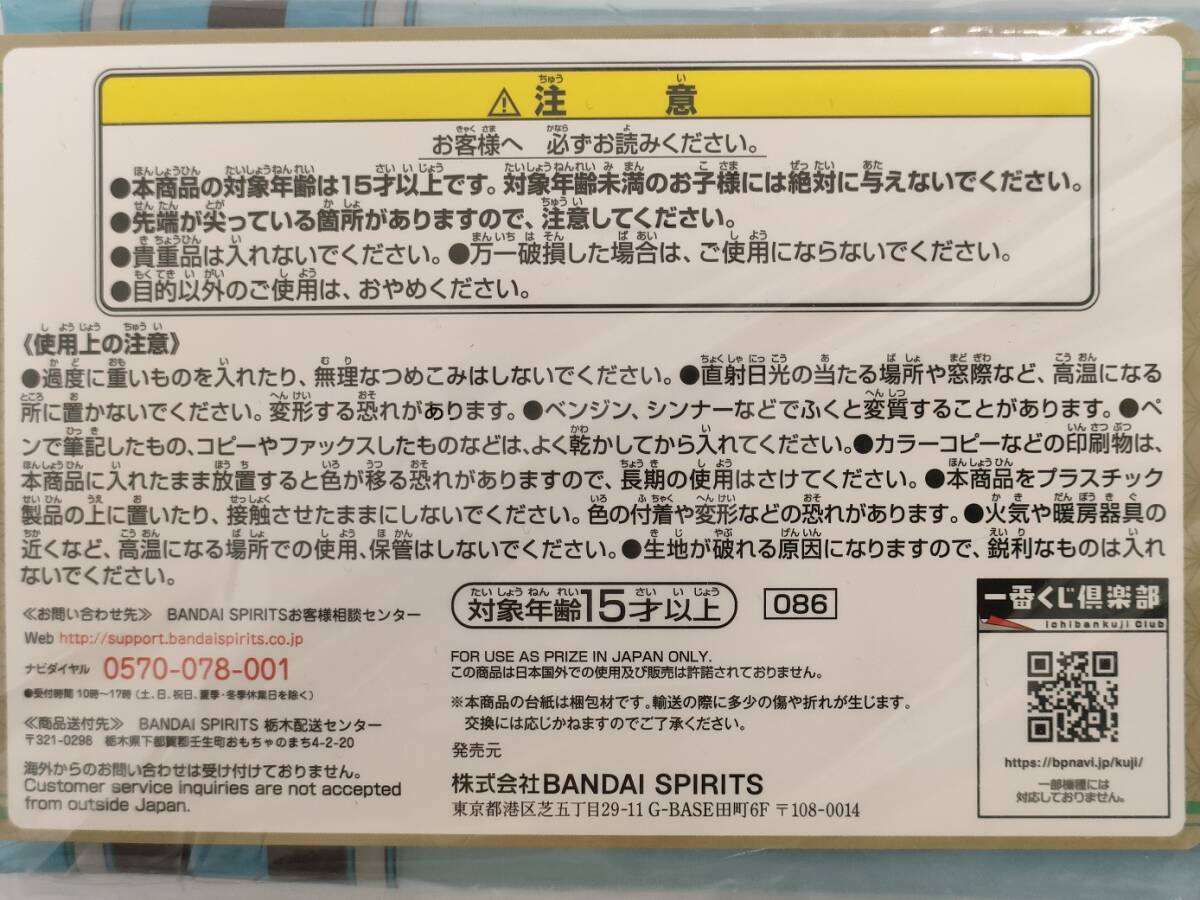 ⚠注意
お客様へ 必ずお読みください。
●本商品の対象年齢は15才以上です。対象年齢未満のお子様には絶対に与えないでください。
●先端が尖っている箇所がありますので、注意してください。
●貴重品は入れないでください。●万一破損した場合は、ご使用にならないでください。
●目的以外のご使用は、おやめください。
《使用上の注意》
●過度に重いものを入れたり、無理なつめこみはしないでください。●直射日光の当たる場所や窓際など、高温になる
所に置かないでください。変形する恐れがあります。●ベンジン、シンナーなどでふくと変質することがあります。●ペ
ンで筆記したもの、コピーやファックスしたものなどは、よく乾かしてから入れてください。●カラーコピーなどの印刷物は、
本商品に入れたまま放置すると色が移る恐れがありますので、長期の使用はさけてください。●本商品をプラスチック
製品の上に置いたり、接触させたままにしないでください。色の付着や変形などの恐れがあります。●火気や暖房器具の
近くなど、高温になる場所での使用、保管はしないでください。●生地が破れる原因になりますので、鋭利なものは入れ
ないでください。
≪お問い合わせ先≫ BANDAI SPIRITSお客様相談センター
Web http://support.bandaispirits.co.jp
ナビダイヤル 0570-078-001
●受付時間 10時〜17時(土、日、祝日、夏季・冬季休業日を除く)
≪商品送付先≫ BANDAI SPIRITS 栃木配送センター
〒321-0298 栃木県下都賀郡壬生町おもちゃのまち4-2-20
海外からのお問い合わせは受け付けておりません。
Customer service inquiries are not accepted
from outside Japan.
対象年齢15才以上
086
FOR USE AS PRIZE IN JAPAN ONLY.
この商品は日本国外での使用及び販売は許諾されておりません。
※本商品の台紙は梱包材です。輸送の際に多少の傷や折れが生じます。
交換には応じかねますのでご了承ください。
発売元
株式会社BANDAI SPIRITS
東京都港区芝五丁目29-11 G-BASE田町6F 〒108-0014
一番くじ倶楽部
ichibankuji Club
https://bpnavi.jp/kuji/
一部機種には
対応しておりません。